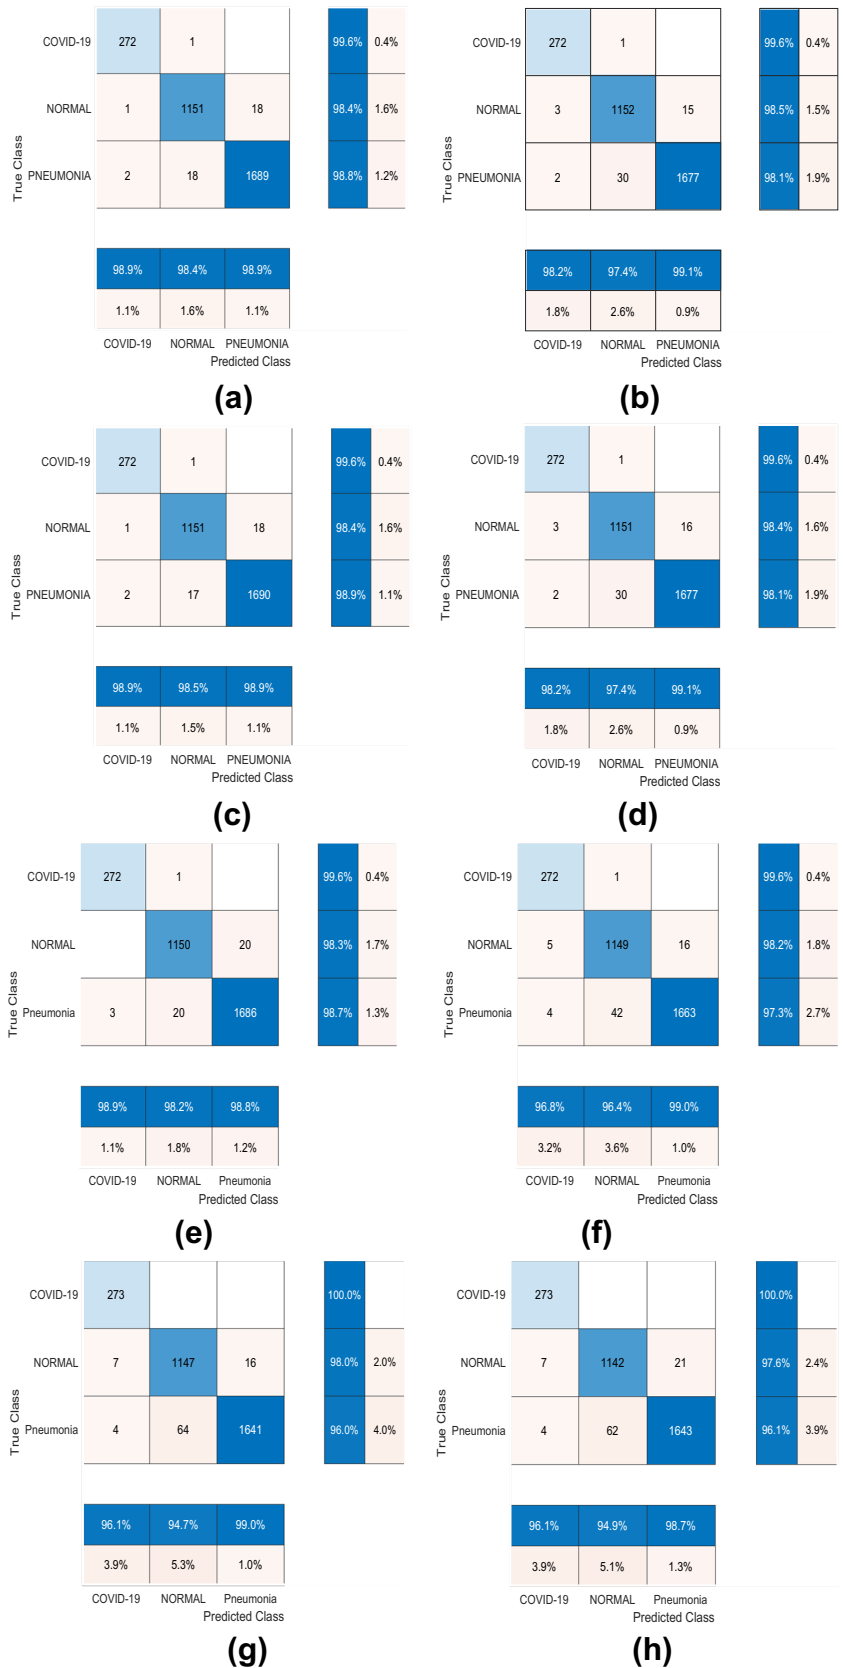 COVID-19 272 1 99.6% 0.4%
NORMAL 1 1151 18 98.4% 1.6%
PNEUMONIA 2 18 1689 98.8% 1.2%
True Class
98.9% 98.4% 98.9%
1.1% 1.6% 1.1%
COVID-19 NORMAL PNEUMONIA
Predicted Class
(a)
272 1 99.6% 0.4%
COVID-19
NORMAL 3 1152 15 98.5% 1.5%
PNEUMONIA 2 30 1677 98.1% 1.9%
True Class
98.2% 97.4% 99.1%
1.8% 2.6% 0.9%
COVID-19 NORMAL PNEUMONIA
Predicted Class
(b)
COVID-19 272 1 99.6% 0.4%
NORMAL 1 1151 18 98.4% 1.6%
PNEUMONIA 2 17 1690 98.9% 1.1%
True Class
98.9% 98.5% 98.9%
1.1% 1.5% 1.1%
COVID-19 NORMAL PNEUMONIA
Predicted Class
(c)
COVID-19 272 1 99.6% 0.4%
NORMAL 3 1151 16 98.4% 1.6%
PNEUMONIA 2 30 1677 98.1% 1.9%
True Class
98.2% 97.4% 99.1%
1.8% 2.6% 0.9%
COVID-19 NORMAL PNEUMONIA
Predicted Class
(d)
COVID-19 272 1 99.6% 0.4%
NORMAL 1150 20 98.3% 1.7%
Pneumonia 3 20 1686 98.7% 1.3%
True Class
98.9% 98.2% 98.8%
1.1% 1.8% 1.2%
COVID-19 NORMAL Pneumonia
Predicted Class
(e)
COVID-19 272 1 99.6% 0.4%
NORMAL 5 1149 16 98.2% 1.8%
Pneumonia 4 42 1663 97.3% 2.7%
True Class
96.8% 96.4% 99.0%
3.2% 3.6% 1.0%
COVID-19 NORMAL Pneumonia
Predicted Class
(f)
COVID-19 273 100.0%
NORMAL 7 1147 16 98.0% 2.0%
Pneumonia 4 64 1641 96.0% 4.0%
True Class
96.1% 94.7% 99.0%
3.9% 5.3% 1.0%
COVID-19 NORMAL Pneumonia
Predicted Class
(g)
COVID-19 273 100.0%
NORMAL 7 1142 21 97.6% 2.4%
Pneumonia 4 62 1643 96.1% 3.9%
True Class
96.1% 94.9% 98.7%
3.9% 5.1% 1.3%
COVID-19 NORMAL Pneumonia
Predicted Class
(h)